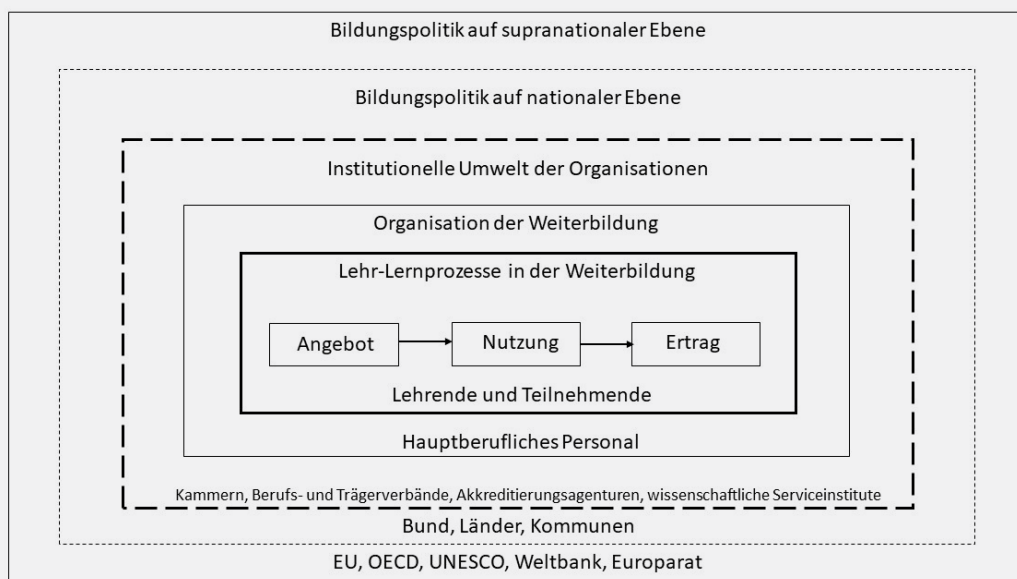 Bildungspolitik auf supranationaler Ebene
Bildungspolitik auf nationaler Ebene
Institutionelle Umwelt der Organisationen
Organisation der Weiterbildung
Lehr-Lernprozesse in der Weiterbildung
Angebot
Nutzung
Ertrag
Lehrende und Teilnehmende
Hauptberufliches Personal
Kammern, Berufs- und Trägerverbände, Akkreditierungsagenturen, wissenschaftliche Serviceinstitute
Bund, Länder, Kommunen
EU, OECD, UNESCO, Weltbank, Europarat